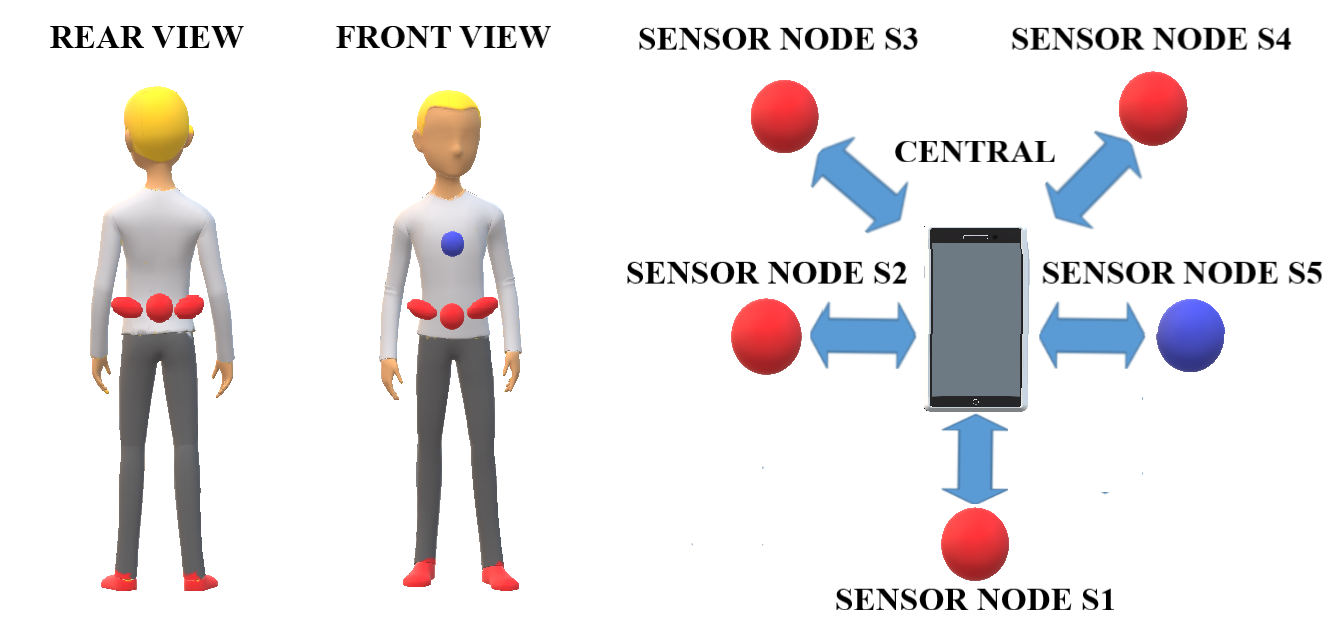 REAR VIEW
FRONT VIEW
SENSOR NODE S3
SENSOR NODE S4
CENTRAL
SENSOR NODE S2
SENSOR NODE S5
SENSOR NODE S1